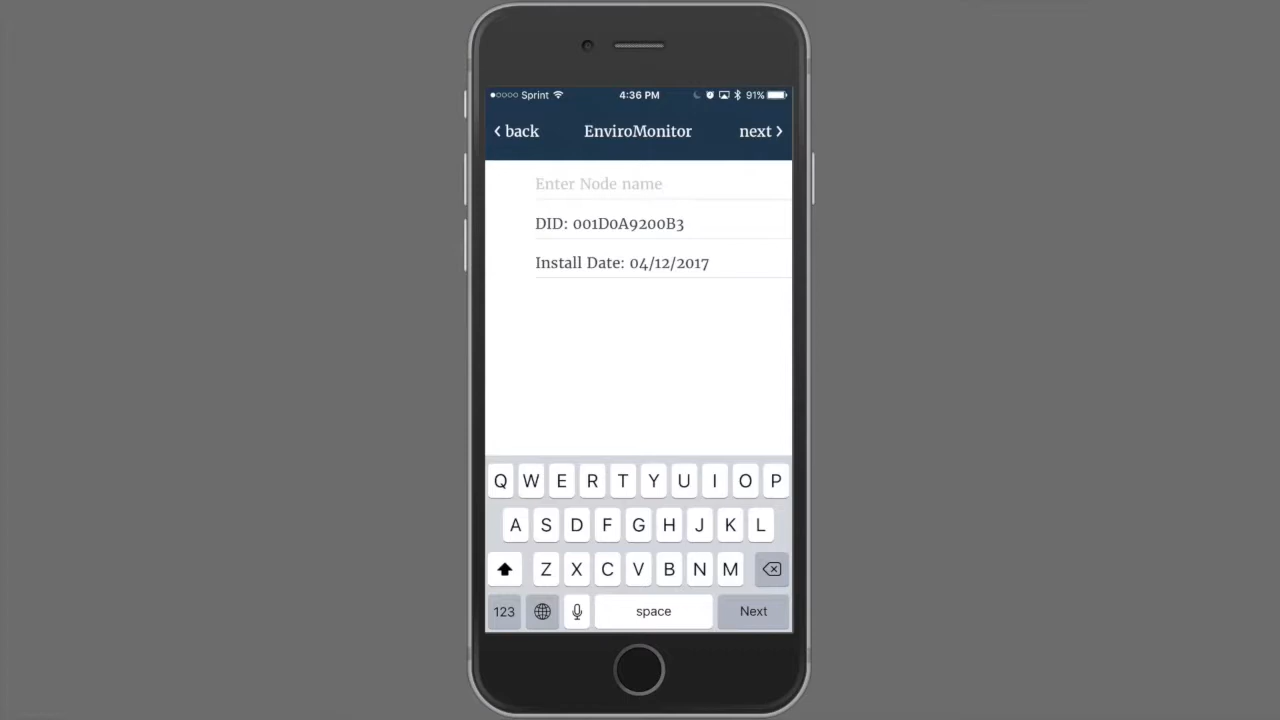 Sprint 4:36 PM 91%
back EnviroMonitor next
Enter Node name
DID: 001D0A9200B3
Install Date: 04/12/2017
Q W E R T Y U I O P
A S D F G H J K L
Z X C V B N M
123 space Next